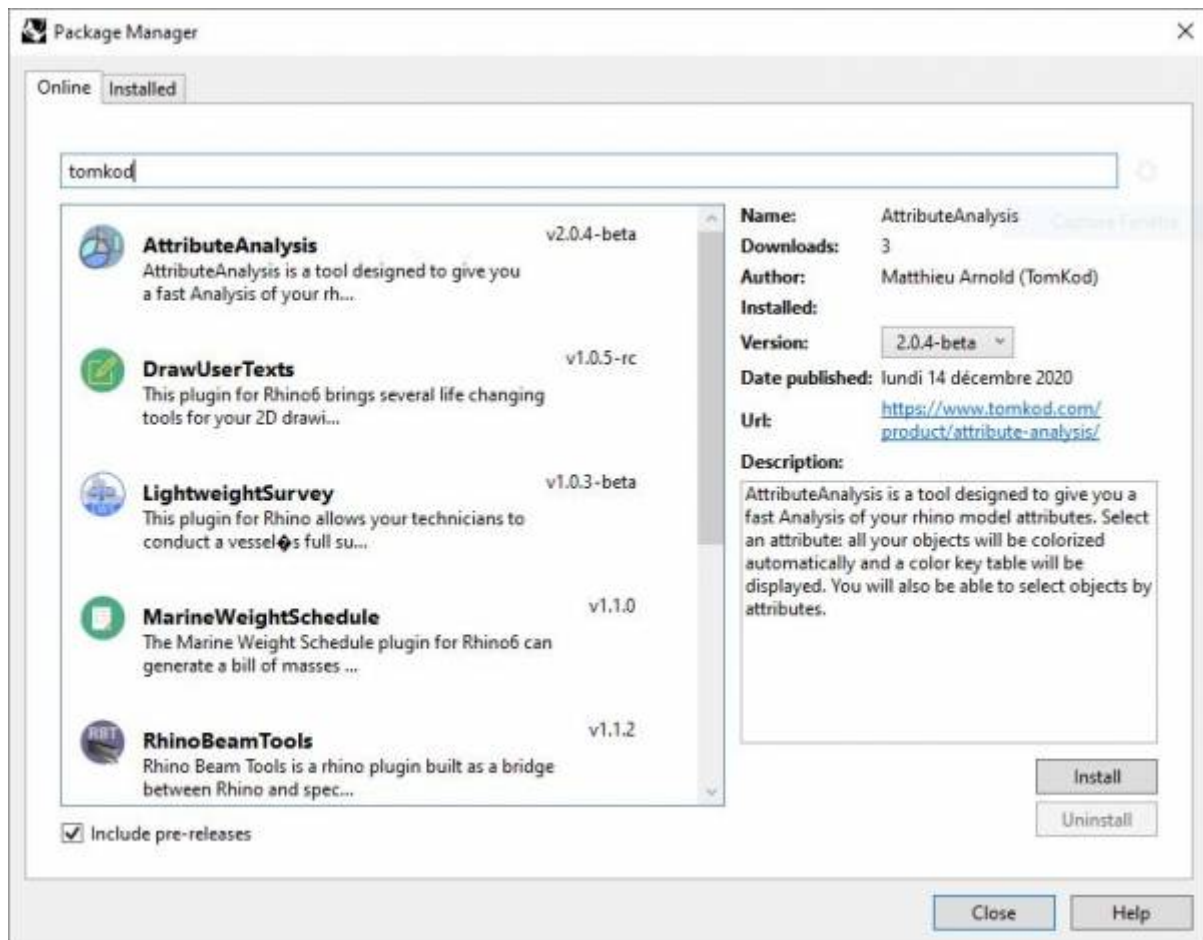 Package Manager
Online Installed
tomkod
AttributeAnalysis v2.0.4-beta
AttributeAnalysis is a tool designed to give you
a fast Analysis of your rh...
DrawUserTexts v1.0.5-rc
This plugin for Rhino6 brings several life changing
tools for your 2D drawi...
LightweightSurvey v1.0.3-beta
This plugin for Rhino allows your technicians to
conduct a vessel�s full su...
MarineWeightSchedule v1.1.0
The Marine Weight Schedule plugin for Rhino6 can
generate a bill of masses ...
RBT
RhinoBeamTools v1.1.2
Rhino Beam Tools is a rhino plugin built as a bridge
between Rhino and spec...
Include pre-releases
Name: AttributeAnalysis
Downloads: 3
Author: Matthieu Arnold (TomKod)
Installed:
Version: 2.0.4-beta
Date published: lundi 14 décembre 2020
Url: https://www.tomkod.com/
product/attribute-analysis/
Description:
AttributeAnalysis is a tool designed to give you a
fast Analysis of your rhino model attributes. Select
an attribute: all your objects will be colorized
automatically and a color key table will be
displayed. You will also be able to select objects by
attributes.
Install
Uninstall
Close Help